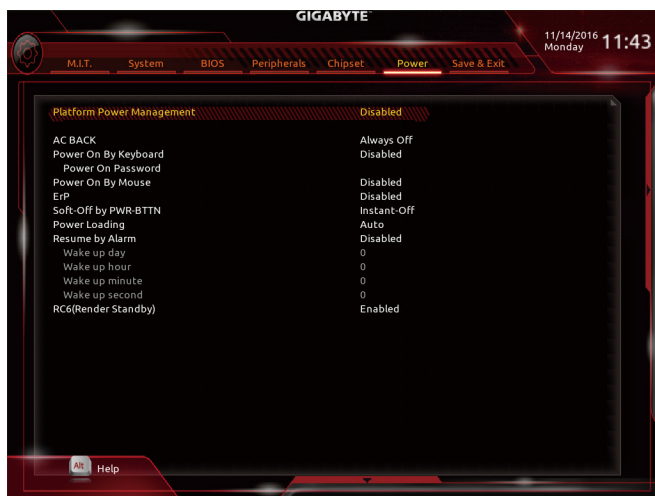 GIGABYTE
11/14/2016 Monday 11:43
M.I.T. System BIOS Peripherals Chipset Power Save & Exit
Platform Power Management Disabled
AC BACK Always Off
Power On By Keyboard Disabled
Power On Password
Power On By Mouse Disabled
ErP Disabled
Soft-Off by PWR-BTTN Instant-Off
Power Loading Auto
Resume by Alarm Disabled
Wake up day 0
Wake up hour 0
Wake up minute 0
Wake up second 0
RC6(Render Standby) Enabled
Alt Help